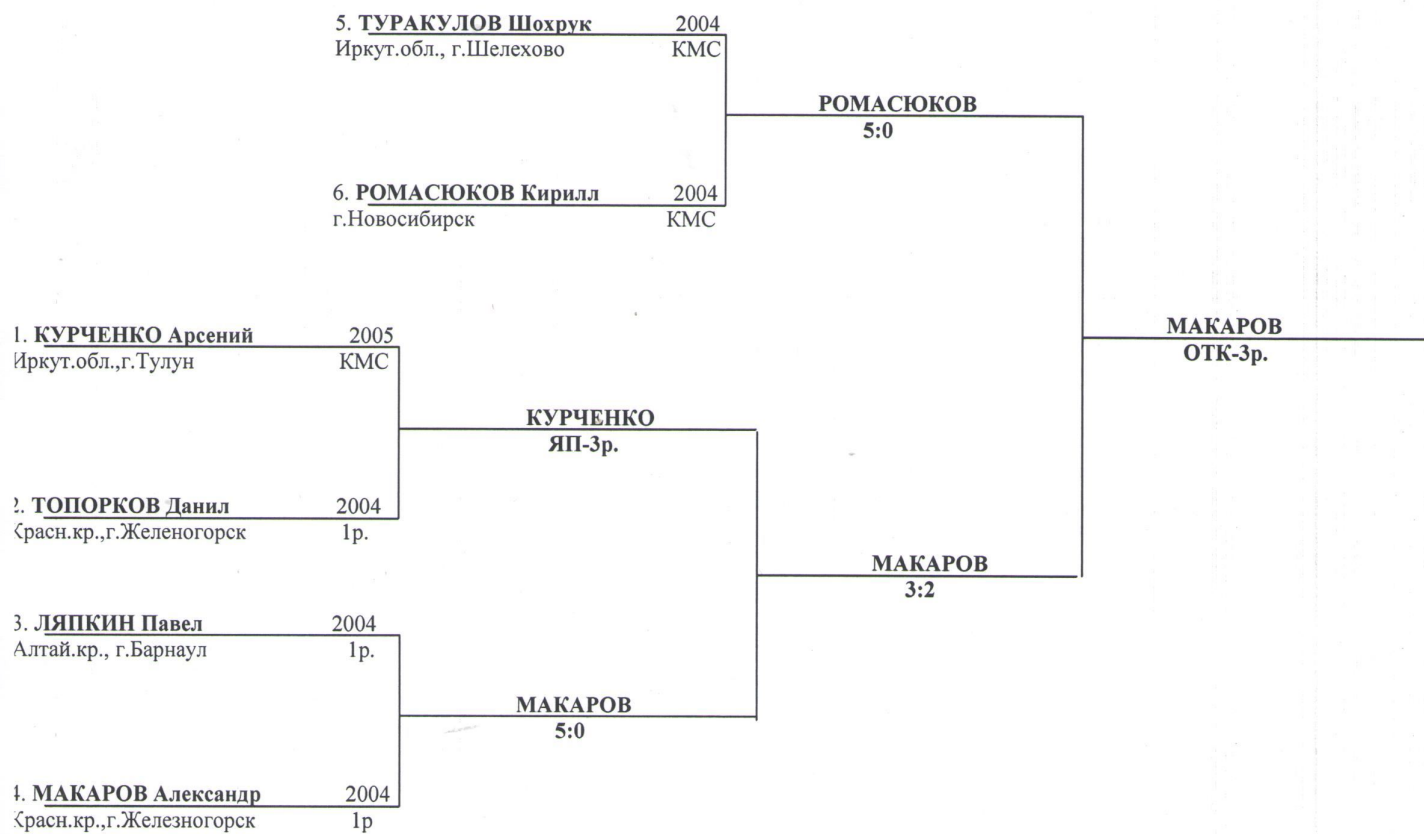 5. ТУРАКУЛОВ Шохрук 2004
Иркут.обл., г.Шелехово КМС
РОМАСЮКОВ
5:0
6. РОМАСЮКОВ Кирилл 2004
г.Новосибирск КМС
1. КУРЧЕНКО Арсений 2005
Иркут.обл.,г.Тулун КМС
МАКАРОВ
ОТК-3р.
КУРЧЕНКО
ЯП-3р.
2. ТОПОРКОВ Данил 2004
Красн.кр.,г.Желеногорск 1р.
МАКАРОВ
3:2
3. ЛЯПКИН Павел 2004
Алтай.кр., г.Барнаул 1р.
МАКАРОВ
5:0
4. МАКАРОВ Александр 2004
Красн.кр.,г.Железногорск 1р